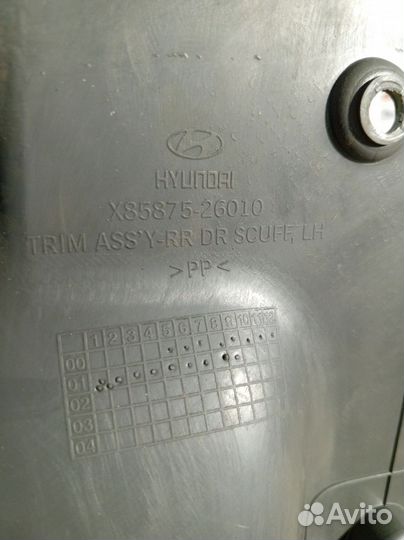 HYUNDAI
X85875-26010
TRIM ASS'Y-RR DR SCUFF, LH
>PP<
1 2 3 4 5 6 7 8 9 10 11 12
00
01
02
03
04
Avito